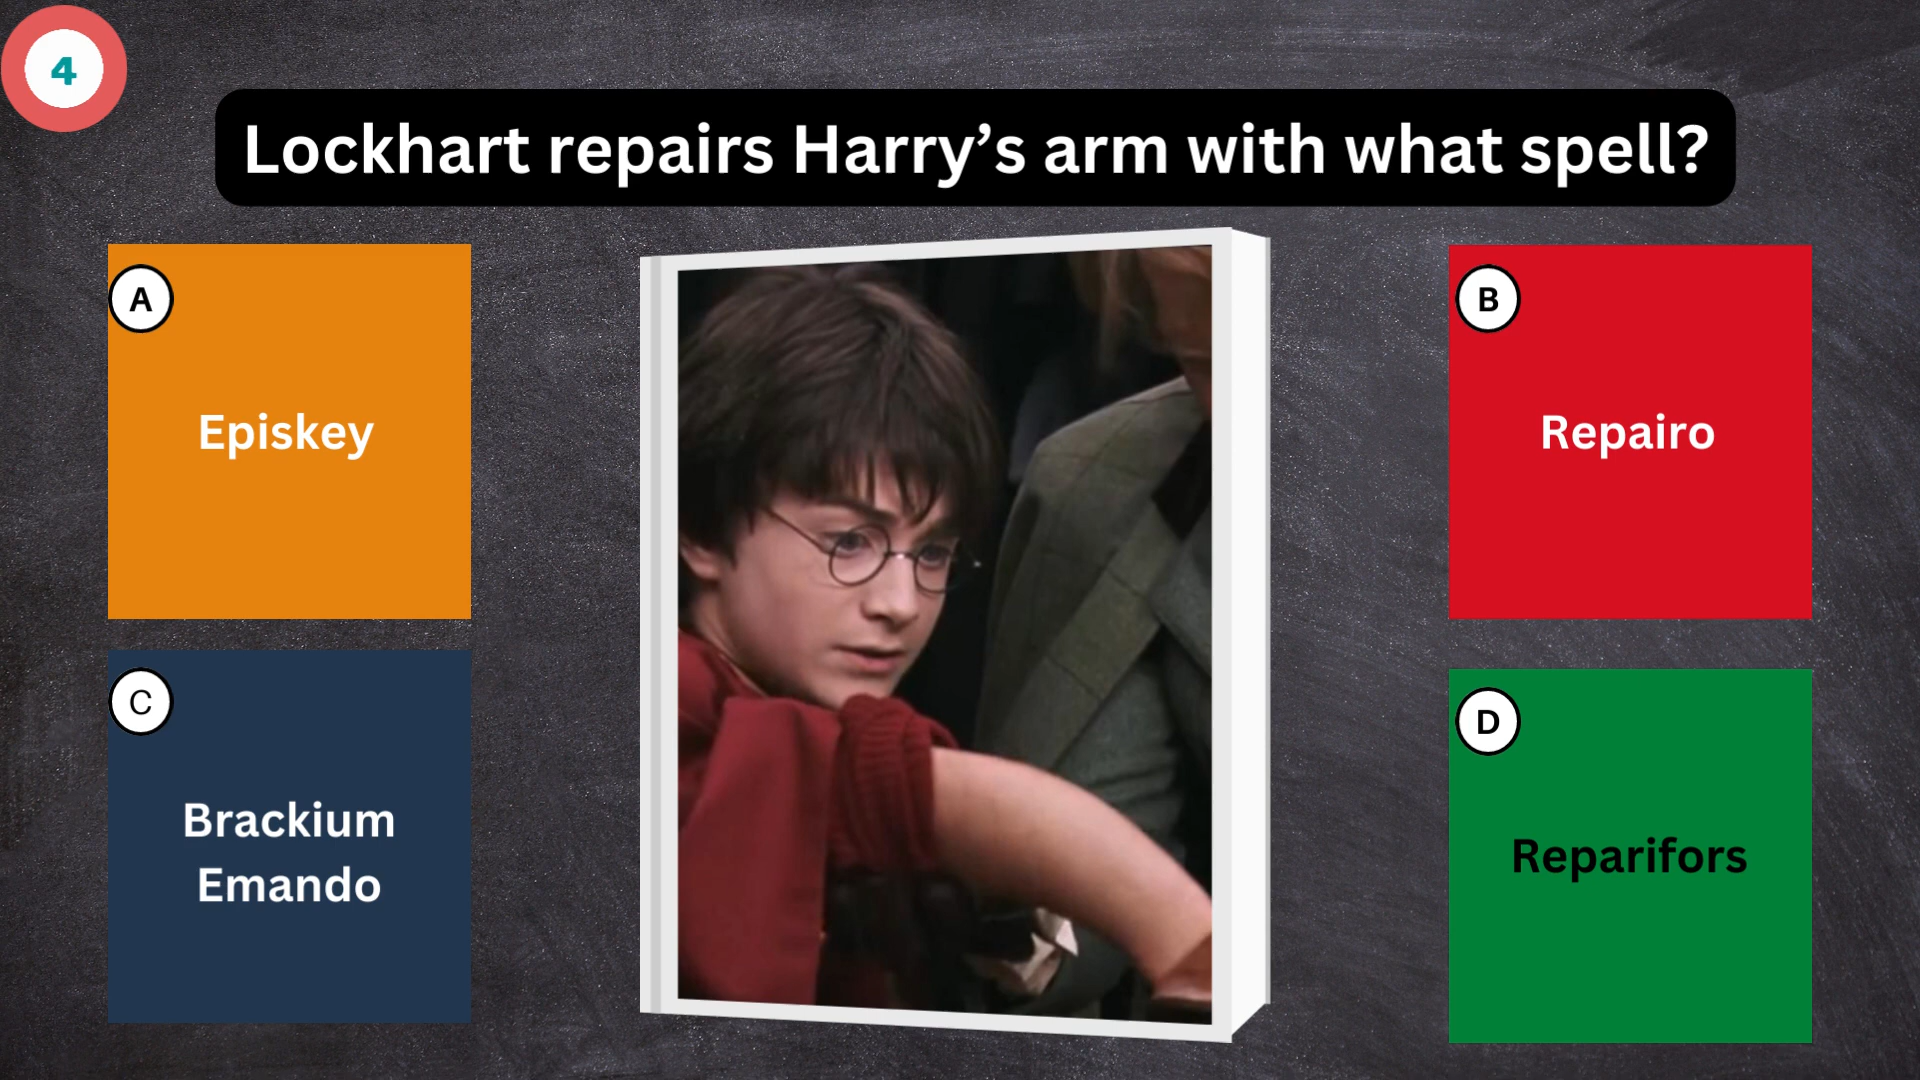 4
Lockhart repairs Harry’s arm with what spell?
A
Episkey
B
Repairo
C
Brackium
Emando
D
Reparifors